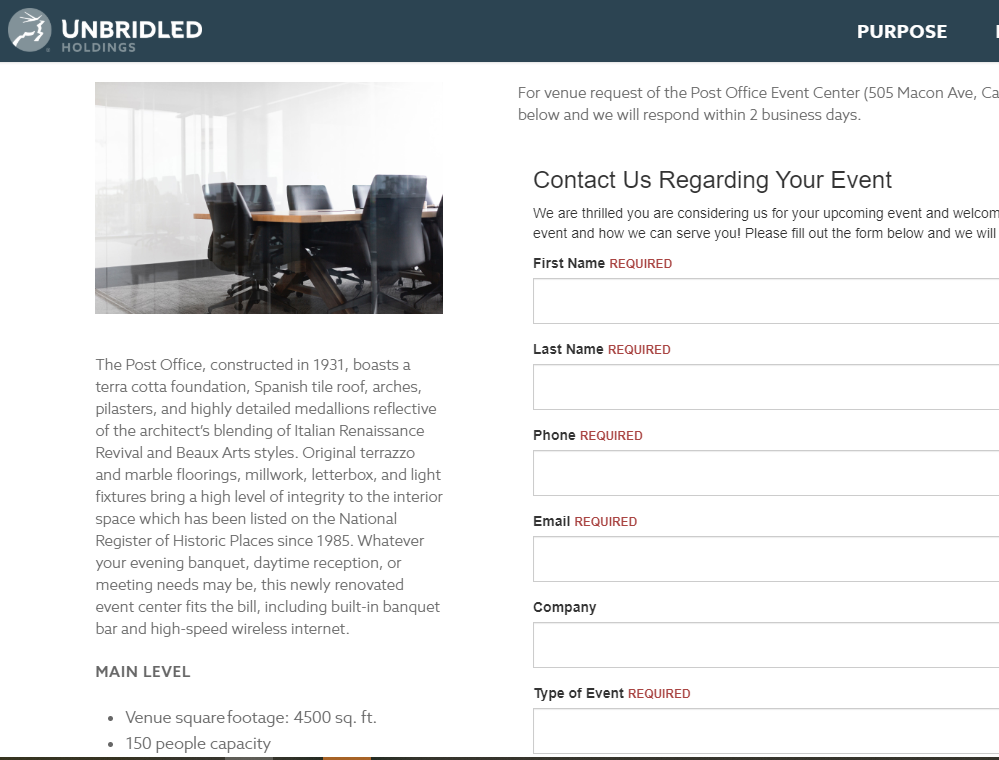 UNBRIDLED
HOLDINGS
PURPOSE
For venue request of the Post Office Event Center (505 Macon Ave, Ca
below and we will respond within 2 business days.
Contact Us Regarding Your Event
We are thrilled you are considering us for your upcoming event and welcom
event and how we can serve you! Please fill out the form below and we will
First Name REQUIRED
Last Name REQUIRED
Phone REQUIRED
Email REQUIRED
Company
Type of Event REQUIRED
The Post Office, constructed in 1931, boasts a
terra cotta foundation, Spanish tile roof, arches,
pilasters, and highly detailed medallions reflective
of the architect's blending of Italian Renaissance
Revival and Beaux Arts styles. Original terrazzo
and marble floorings, millwork, letterbox, and light
fixtures bring a high level of integrity to the interior
space which has been listed on the National
Register of Historic Places since 1985. Whatever
your evening banquet, daytime reception, or
meeting needs may be, this newly renovated
event center fits the bill, including built-in banquet
bar and high-speed wireless internet.
MAIN LEVEL
• Venue square footage: 4500 sq. ft.
• 150 people capacity